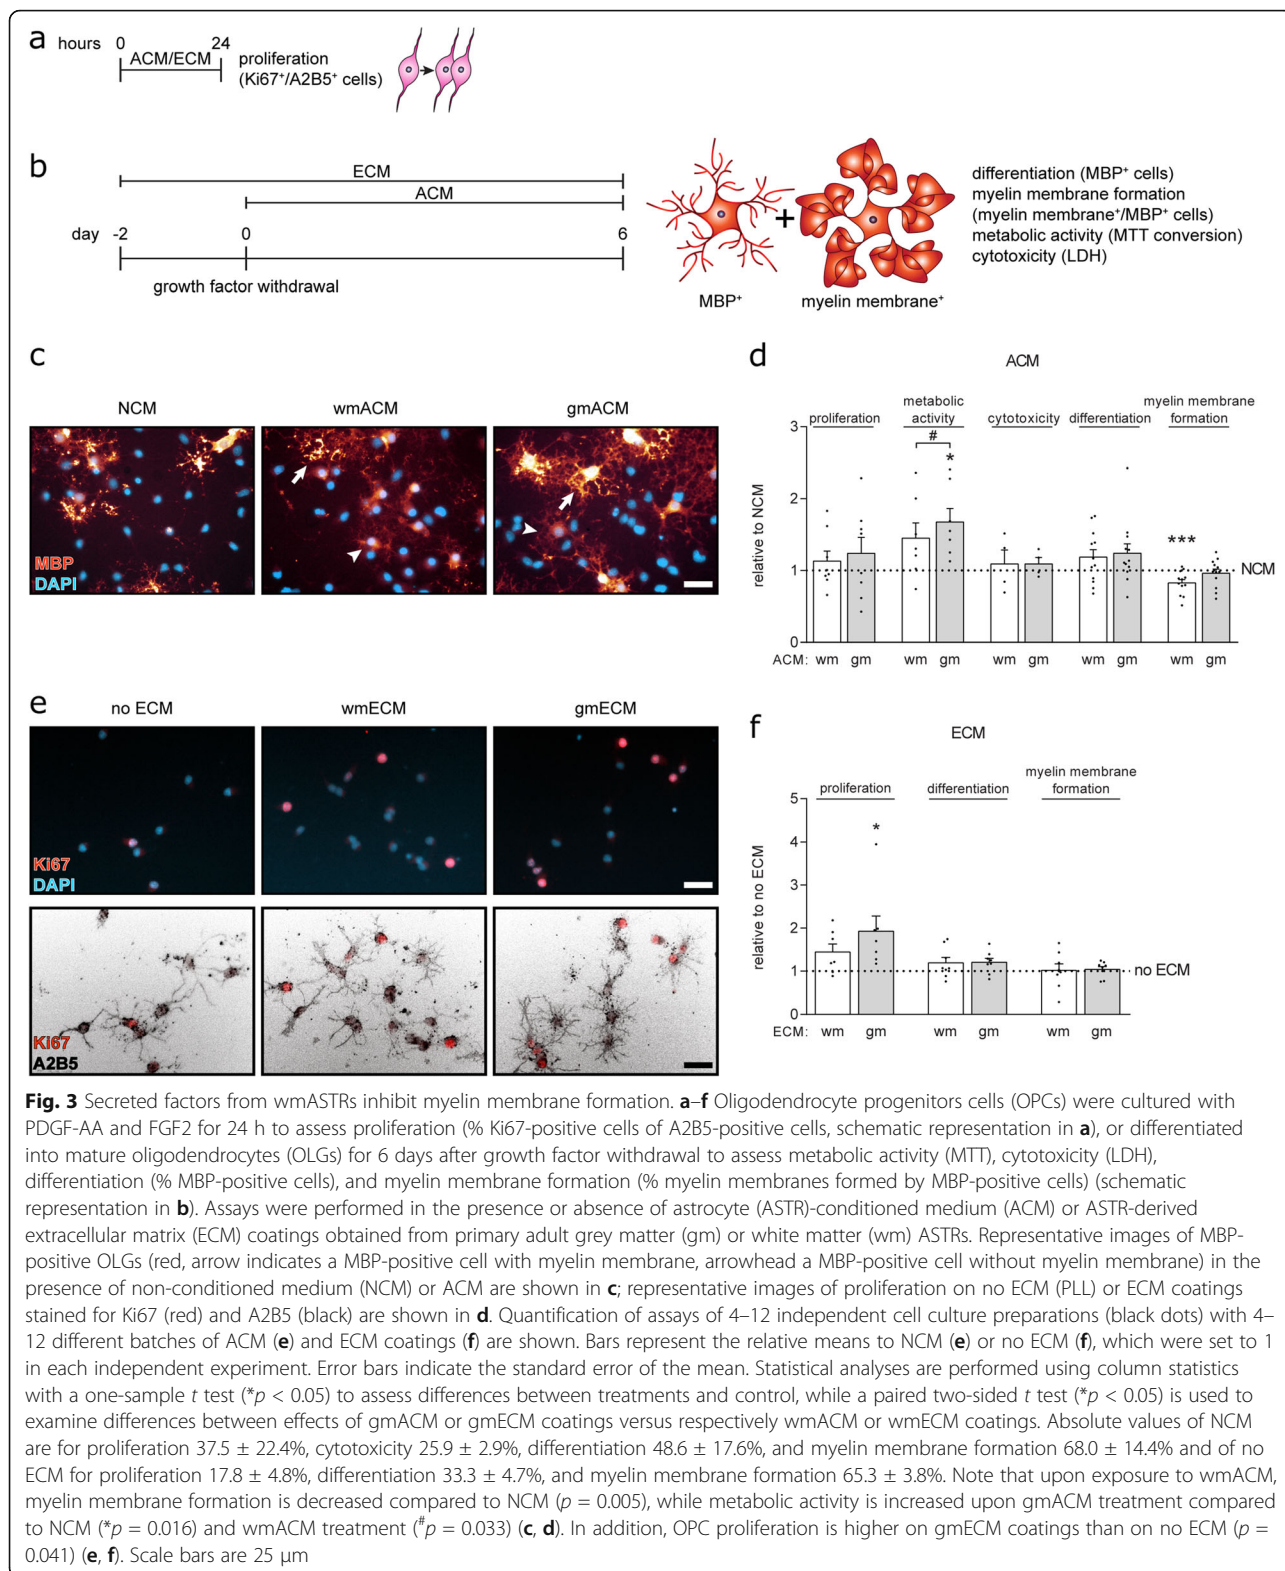 a
hours 0 24
ACM/ECM
proliferation
(Ki67⁺/A2B5⁺
cells)
b
ECM
ACM
day -2 0 6
growth factor withdrawal
MBP⁺
+
myelin membrane⁺
differentiation (MBP⁺ cells)
myelin membrane formation
(myelin membrane⁺/MBP⁺ cells)
metabolic activity (MTT conversion)
cytotoxicity (LDH)
c
NCM wmACM gmACM
MBP
DAPI
d
ACM
proliferation metabolic activity cytotoxicity differentiation myelin membrane formation
relative to NCM
3
2
1
0
# * ***
NCM
ACM: wm gm wm gm wm gm wm gm wm gm
e
no ECM wmECM gmECM
Ki67
DAPI
Ki67
A2B5
f
ECM
proliferation differentiation myelin membrane formation
relative to no ECM
5
4
3
2
1
0
*
no ECM
ECM: wm gm wm gm wm gm
Fig. 3 Secreted factors from wmASTRs inhibit myelin membrane formation. a–f Oligodendrocyte progenitors cells (OPCs) were cultured with
PDGF-AA and FGF2 for 24 h to assess proliferation (% Ki67-positive cells of A2B5-positive cells, schematic representation in a), or differentiated
into mature oligodendrocytes (OLGs) for 6 days after growth factor withdrawal to assess metabolic activity (MTT), cytotoxicity (LDH),
differentiation (% MBP-positive cells), and myelin membrane formation (% myelin membranes formed by MBP-positive cells) (schematic
representation in b). Assays were performed in the presence or absence of astrocyte (ASTR)-conditioned medium (ACM) or ASTR-derived
extracellular matrix (ECM) coatings obtained from primary adult grey matter (gm) or white matter (wm) ASTRs. Representative images of MBP-
positive OLGs (red, arrow indicates a MBP-positive cell with myelin membrane, arrowhead a MBP-positive cell without myelin membrane) in the
presence of non-conditioned medium (NCM) or ACM are shown in c; representative images of proliferation on no ECM (PLL) or ECM coatings
stained for Ki67 (red) and A2B5 (black) are shown in d. Quantification of assays of 4–12 independent cell culture preparations (black dots) with 4–
12 different batches of ACM (e) and ECM coatings (f) are shown. Bars represent the relative means to NCM (e) or no ECM (f), which were set to 1
in each independent experiment. Error bars indicate the standard error of the mean. Statistical analyses are performed using column statistics
with a one-sample t test (*p < 0.05) to assess differences between treatments and control, while a paired two-sided t test (*p < 0.05) is used to
examine differences between effects of gmACM or gmECM coatings versus respectively wmACM or wmECM coatings. Absolute values of NCM
are for proliferation 37.5 ± 22.4%, cytotoxicity 25.9 ± 2.9%, differentiation 48.6 ± 17.6%, and myelin membrane formation 68.0 ± 14.4% and of no
ECM for proliferation 17.8 ± 4.8%, differentiation 33.3 ± 4.7%, and myelin membrane formation 65.3 ± 3.8%. Note that upon exposure to wmACM,
myelin membrane formation is decreased compared to NCM (p = 0.005), while metabolic activity is increased upon gmACM treatment compared
to NCM (*p = 0.016) and wmACM treatment (#p = 0.033) (c, d). In addition, OPC proliferation is higher on gmECM coatings than on no ECM (p =
0.041) (e, f). Scale bars are 25 μm